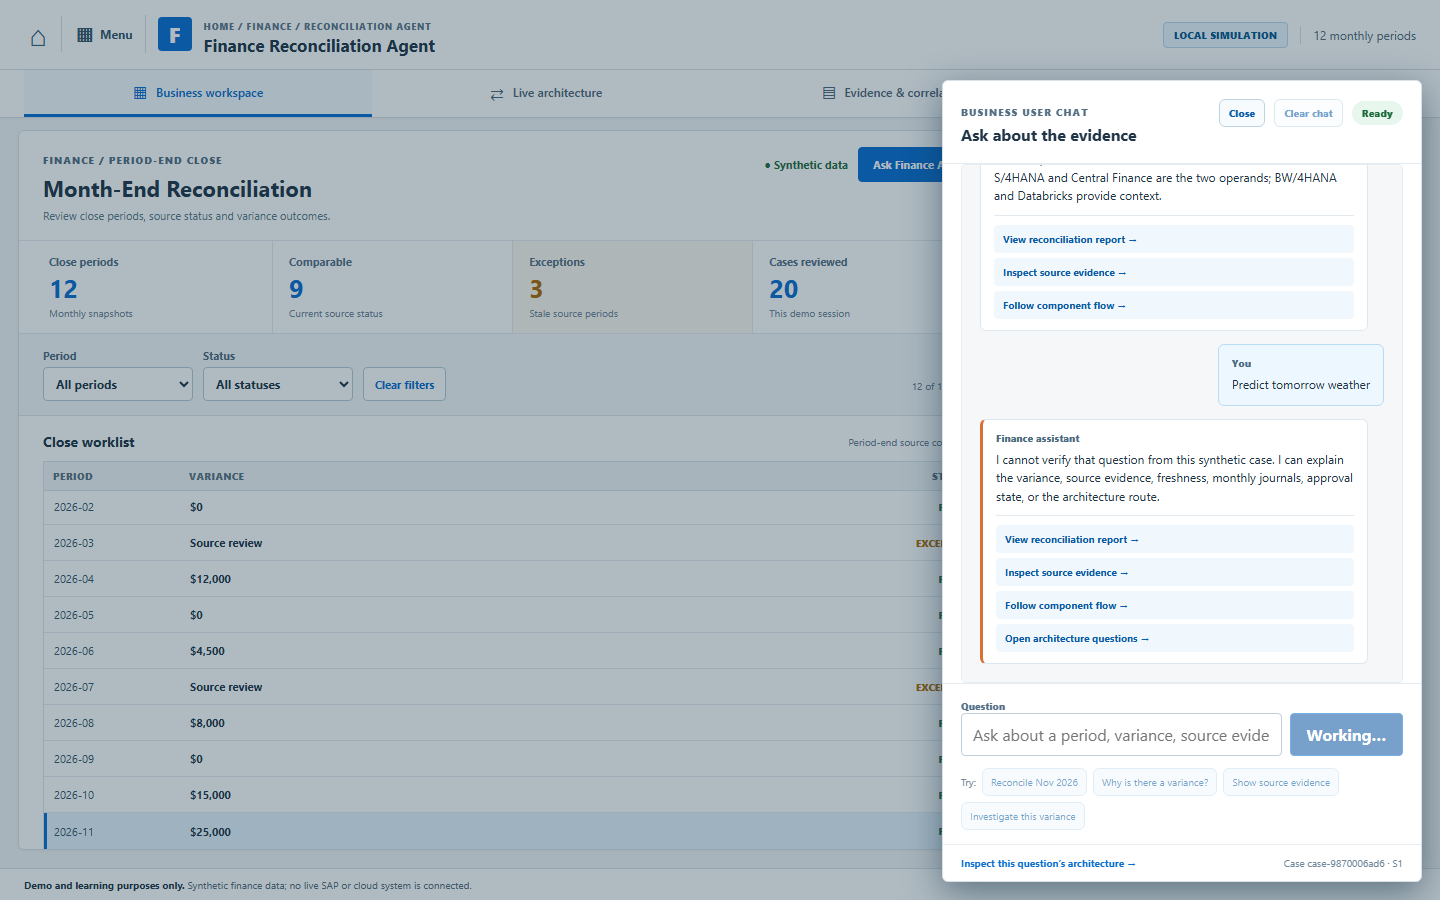 HOME / FINANCE / RECONCILIATION AGENT
Menu
F
Finance Reconciliation Agent
LOCAL SIMULATION
12 monthly periods
Business workspace
Live architecture
Evidence & correla
FINANCE / PERIOD-END CLOSE
Month-End Reconciliation
Review close periods, source status and variance outcomes.
● Synthetic data
Ask Finance A
Close periods
12
Monthly snapshots
Comparable
9
Current source status
Exceptions
3
Stale source periods
Cases reviewed
20
This demo session
Period
Status
All periods
All statuses
Clear filters
12 of 1
Close worklist
Period-end source co
PERIOD VARIANCE ST
2026-02 $0
2026-03 Source review EXCE
2026-04 $12,000
2026-05 $0
2026-06 $4,500
2026-07 Source review EXCE
2026-08 $8,000
2026-09 $0
2026-10 $15,000
2026-11 $25,000
Demo and learning purposes only. Synthetic finance data; no live SAP or cloud system is connected.
BUSINESS USER CHAT
Ask about the evidence
Close
Clear chat
Ready
S/4HANA and Central Finance are the two operands; BW/4HANA
and Databricks provide context.
View reconciliation report →
Inspect source evidence →
Follow component flow →
You
Predict tomorrow weather
Finance assistant
I cannot verify that question from this synthetic case. I can explain
the variance, source evidence, freshness, monthly journals, approval
state, or the architecture route.
View reconciliation report →
Inspect source evidence →
Follow component flow →
Open architecture questions →
Question
Ask about a period, variance, source evide
Working...
Try:
Reconcile Nov 2026
Why is there a variance?
Show source evidence
Investigate this variance
Inspect this question's architecture →
Case case-9870006ad6 · S1